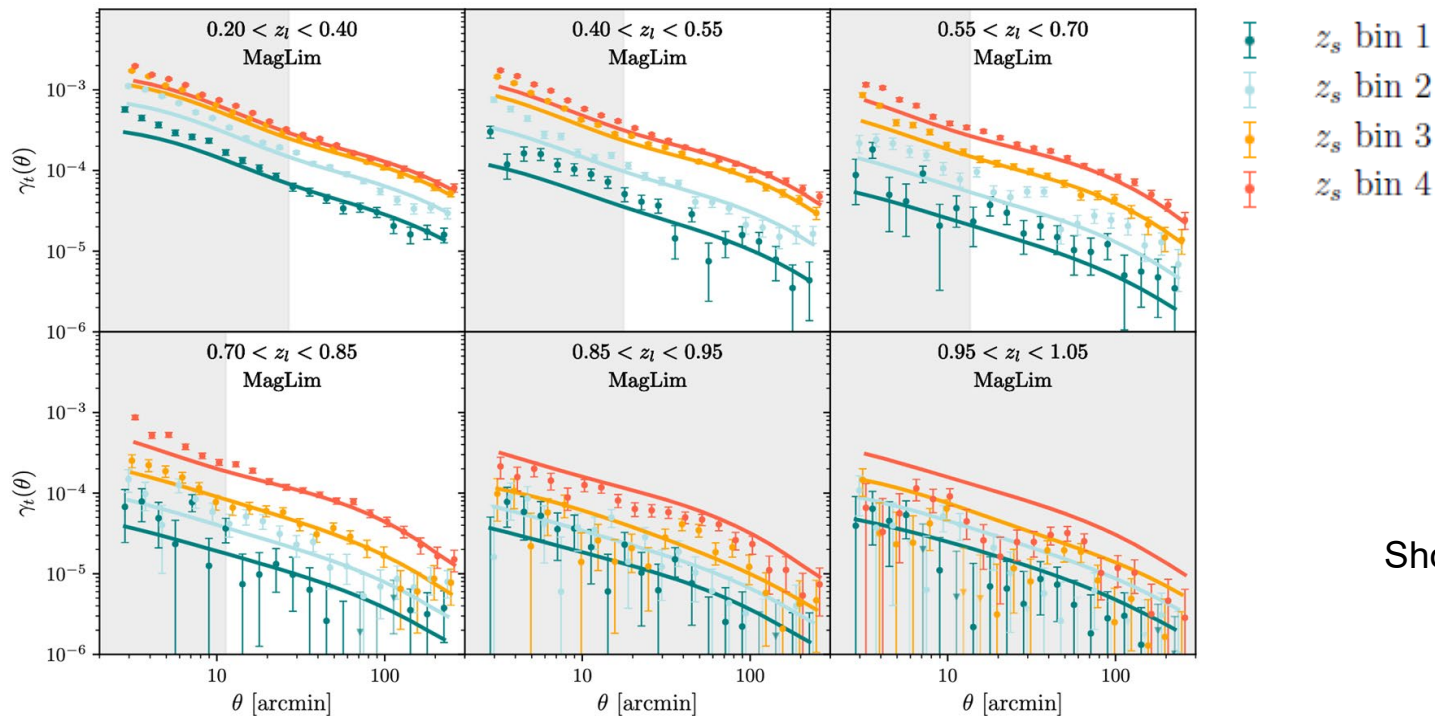 0.20 < z_l < 0.40
MagLim
0.40 < z_l < 0.55
MagLim
0.55 < z_l < 0.70
MagLim
z_s bin 1
z_s bin 2
z_s bin 3
z_s bin 4
γ_t(θ)
10⁻³
10⁻⁴
10⁻⁵
10⁻⁶
0.70 < z_l < 0.85
MagLim
0.85 < z_l < 0.95
MagLim
0.95 < z_l < 1.05
MagLim
γ_t(θ)
10⁻³
10⁻⁴
10⁻⁵
10⁻⁶
Sho
10 100 10 100 10 100
θ [arcmin] θ [arcmin] θ [arcmin]